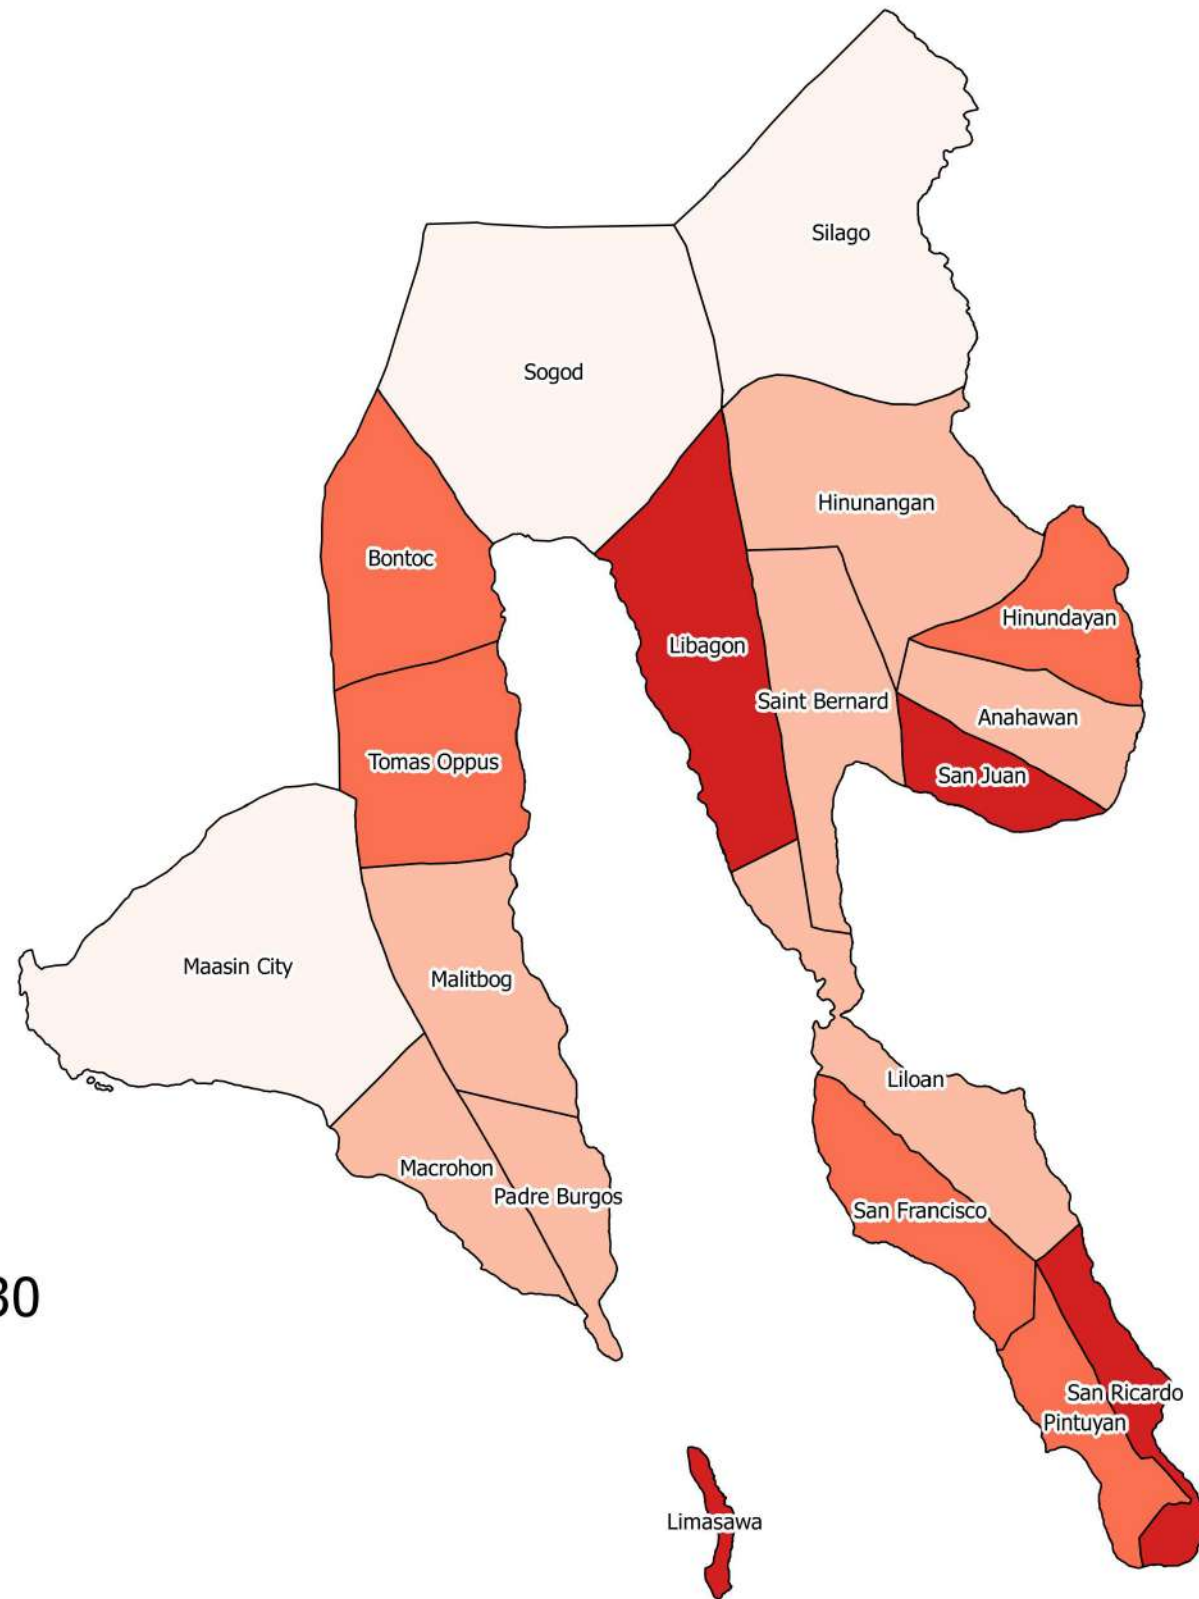 Silago
Sogod
Hinunangan
Bontoc
Hinundayan
Libagon
Saint Bernard
Anahawan
Tomas Oppus
San Juan
Maasin City
Malitbog
Liloan
Macrohon
Padre Burgos
San Francisco
30
San Ricardo
Pintuyan
Limasawa